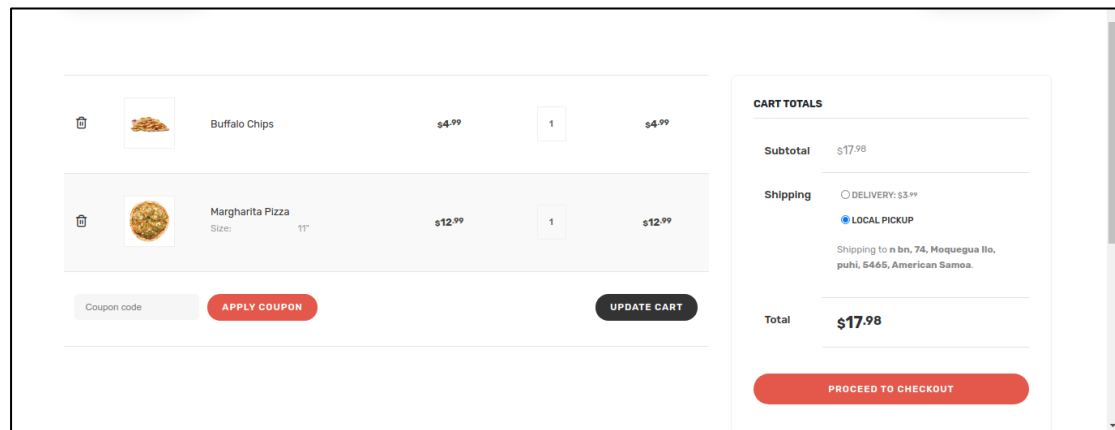 Buffalo Chips $4.99 1 $4.99
Margharita Pizza
Size: 11"
$12.99 1 $12.99
Coupon code APPLY COUPON UPDATE CART
CART TOTALS
Subtotal $17.98
Shipping DELIVERY: $3.99
LOCAL PICKUP
Shipping to n bn, 74, Moquegua Ilo,
puhi, 5465, American Samoa.
Total $17.98
PROCEED TO CHECKOUT